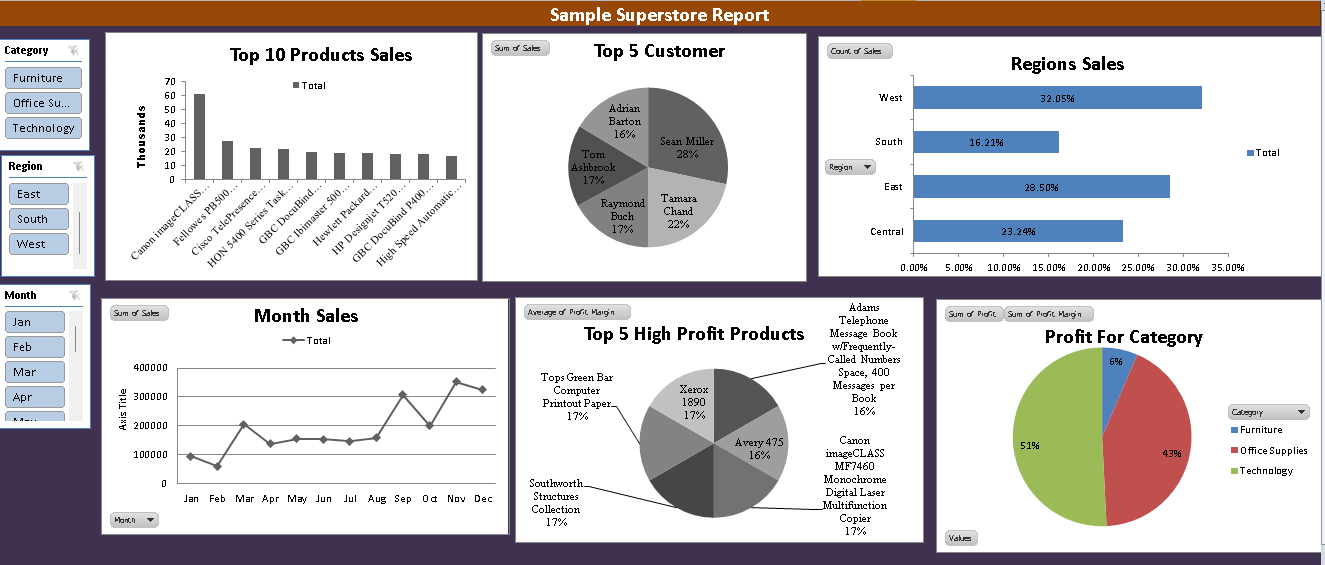 Sample Superstore Report
Category
Furniture
Office Su...
Technology
Region
East
South
West
Month
Jan
Feb
Mar
Apr
Top 10 Products Sales
Total
Thousands
70
60
50
40
30
20
10
0
Canon imageCLASS...
Fellowes PB500...
Cisco TelePresence...
HON 5400 Series Task...
GBC DocuBind...
GBC Ibimaster 500...
Hewlett Packard...
HP Designjet T520...
GBC DocuBind P400...
High Speed Automatic...
Sum of Sales
Top 5 Customer
Adrian
Barton
16%
Sean Miller
28%
Tom
Ashbrook
17%
Raymond
Buch
17%
Tamara
Chand
22%
Count of Sales
Regions Sales
West
32.05%
South
16.21%
Region
East
28.50%
Central
23.24%
Total
0.00% 5.00% 10.00% 15.00% 20.00% 25.00% 30.00% 35.00%
Sum of Sales
Month Sales
Total
Axis Title
400000
300000
200000
100000
0
Jan Feb Mar Apr May Jun Jul Aug Sep Oct Nov Dec
Month
Average of Profit Margin
Top 5 High Profit Products
Adams
Telephone
Message Book
w/Frequently-
Called Numbers
Space, 400
Messages per
Book
16%
Tops Green Bar
Computer
Printout Paper
17%
Xerox
1890
17%
Avery 475
16%
Canon
imageCLASS
MF7460
Monochrome
Digital Laser
Multifunction
Copier
17%
Southworth
Structures
Collection
17%
Sum of Profit
Sum of Profit Margin
Profit For Category
6%
51%
43%
Category
Furniture
Office Supplies
Technology
Values